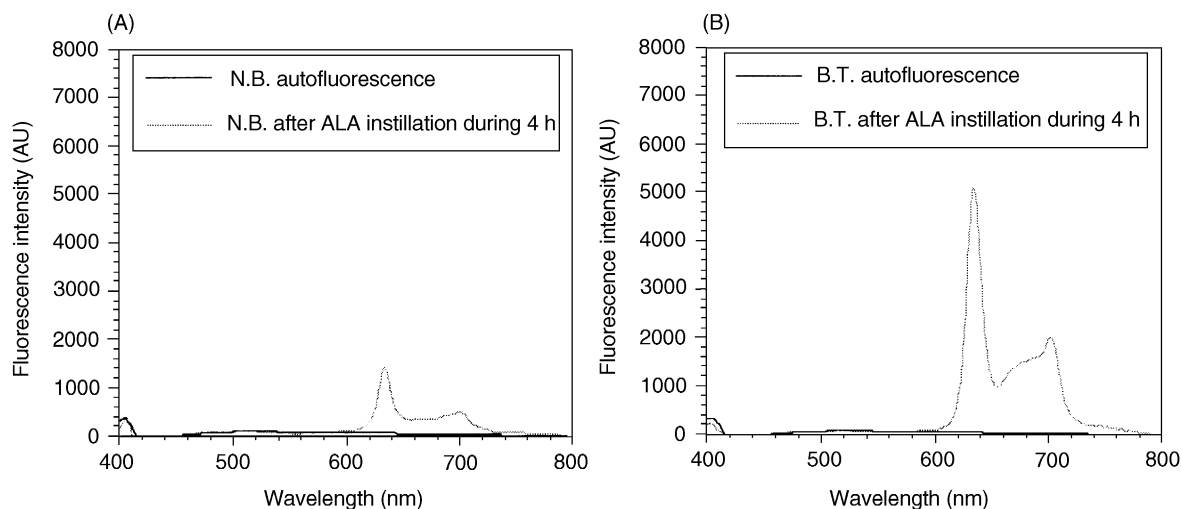 (A)
Fluorescence intensity (AU)
8000
7000
6000
5000
4000
3000
2000
1000
0
N.B. autofluorescence
N.B. after ALA instillation during 4 h
400 500 600 700 800
Wavelength (nm)
(B)
Fluorescence intensity (AU)
8000
7000
6000
5000
4000
3000
2000
1000
0
B.T. autofluorescence
B.T. after ALA instillation during 4 h
400 500 600 700 800
Wavelength (nm)